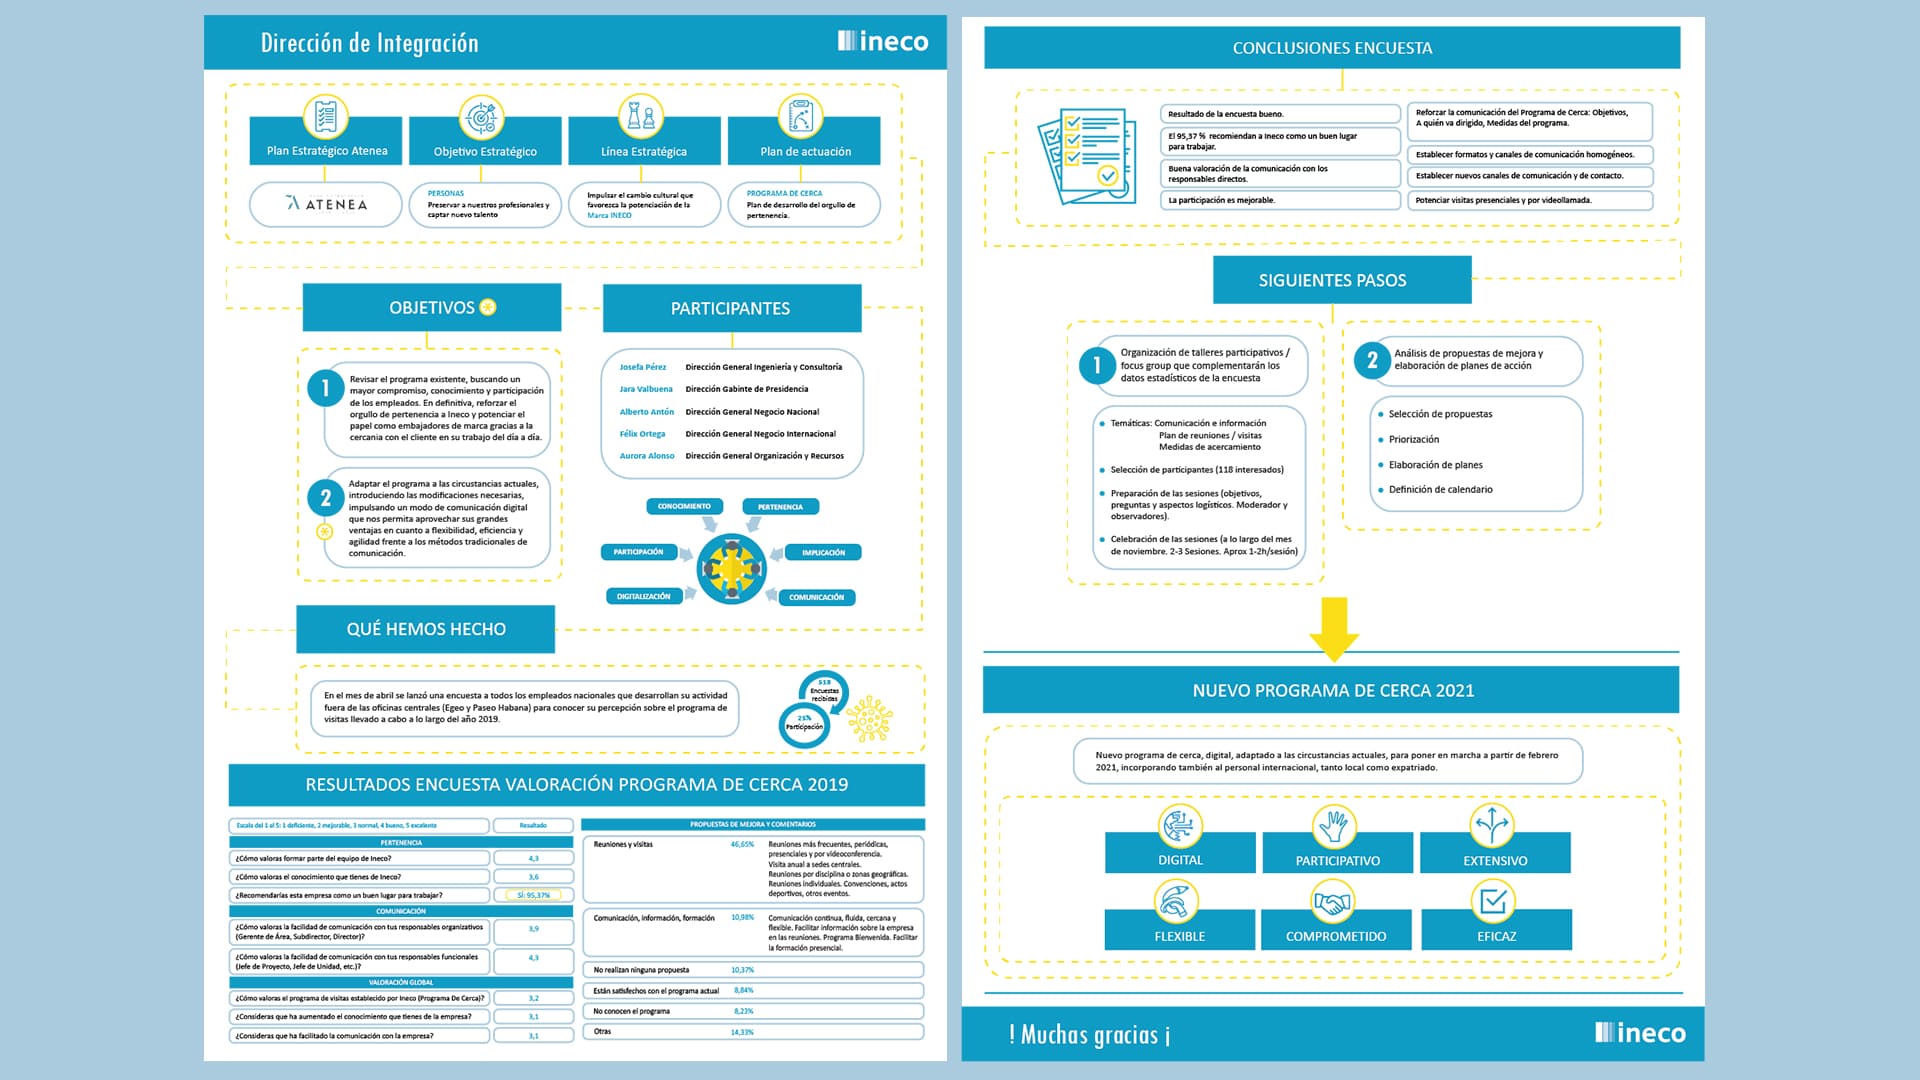 Dirección de Integración
ineco
Plan Estratégico Atenea
Objetivo Estratégico
Línea Estratégica
Plan de actuación
ATENEA
PERSONAS
Preservar a nuestros profesionales y
captar nuevo talento
Impulsar el cambio cultural que
favorezca la potenciación de la
Marca INECO
PROGRAMA DE CERCA
Plan de desarrollo del orgullo de
pertenencia.
OBJETIVOS
1
Revisar el programa existente, buscando un
mayor compromiso, conocimiento y participación
de los empleados. En definitiva, reforzar el
orgullo de pertenencia a Ineco y potenciar el
papel como embajadores de marca gracias a la
cercania con el cliente en su trabajo del día a día.
2
Adaptar el programa a las circunstancias actuales,
introduciendo las modificaciones necesarias,
impulsando un modo de comunicación digital
que nos permita aprovechar sus grandes
ventajas en cuanto a flexibilidad, eficiencia y
agilidad frente a los métodos tradicionales de
comunicación.
PARTICIPANTES
Josefa Pérez Dirección General Ingeniería y Consultoría
Jara Valbuena Dirección Gabinte de Presidencia
Alberto Antón Dirección General Negocio Nacional
Félix Ortega Dirección General Negocio Internacional
Aurora Alonso Dirección General Organización y Recursos
CONOCIMIENTO
PERTENENCIA
PARTICIPACIÓN
IMPLICACIÓN
DIGITALIZACIÓN
COMUNICACIÓN
QUÉ HEMOS HECHO
En el mes de abril se lanzó una encuesta a todos los empleados nacionales que desarrollan su actividad
fuera de las oficinas centrales (Egeo y Paseo Habana) para conocer su percepción sobre el programa de
visitas llevado a cabo a lo largo del año 2019.
518
Encuestas
recibidas
21%
Participación
RESULTADOS ENCUESTA VALORACIÓN PROGRAMA DE CERCA 2019
Escala del 1 al 5: 1 deficiente, 2 mejorable, 3 normal, 4 bueno, 5 excelente
Resultado
PERTENENCIA
¿Cómo valoras formar parte del equipo de Ineco? 4,3
¿Cómo valoras el conocimiento que tienes de Ineco? 3,6
¿Recomendarías esta empresa como un buen lugar para trabajar? SÍ: 95,37%
COMUNICACIÓN
¿Cómo valoras la facilidad de comunicación con tus responsables organizativos
(Gerente de Área, Subdirector, Director)? 3,9
¿Cómo valoras la facilidad de comunicación con tus responsables funcionales
(Jefe de Proyecto, Jefe de Unidad, etc.)? 4,3
VALORACIÓN GLOBAL
¿Cómo valoras el programa de visitas establecido por Ineco (Programa De Cerca)? 3,2
¿Consideras que ha aumentado el conocimiento que tienes de la empresa? 3,1
¿Consideras que ha facilitado la comunicación con la empresa? 3,1
PROPUESTAS DE MEJORA Y COMENTARIOS
Reuniones y visitas 46,65% Reuniones más frecuentes, periódicas,
presenciales y por videoconferencia.
Visita anual a sedes centrales.
Reuniones por disciplina o zonas geográficas.
Reuniones individuales. Convenciones, actos
deportivos, otros eventos.
Comunicación, información, formación 10,98% Comunicación continua, fluida, cercana y
flexible. Facilitar información sobre la empresa
en las reuniones. Programa Bienvenida. Facilitar
la formación presencial.
No realizan ninguna propuesta 10,37%
Están satisfechos con el programa actual 8,84%
No conocen el programa 8,23%
Otras 14,33%
CONCLUSIONES ENCUESTA
Resultado de la encuesta bueno.
El 95,37 % recomiendan a Ineco como un buen lugar
para trabajar.
Buena valoración de la comunicación con los
responsables directos.
La participación es mejorable.
Reforzar la comunicación del Programa de Cerca: Objetivos,
A quién va dirigido, Medidas del programa.
Establecer formatos y canales de comunicación homogéneos.
Establecer nuevos canales de comunicación y de contacto.
Potenciar visitas presenciales y por videollamada.
SIGUIENTES PASOS
1
Organización de talleres participativos /
focus group que complementarán los
datos estadísticos de la encuesta
Temáticas: Comunicación e información
Plan de reuniones / visitas
Medidas de acercamiento
Selección de participantes (118 interesados)
Preparación de las sesiones (objetivos,
preguntas y aspectos logísticos. Moderador y
observadores).
Celebración de las sesiones (a lo largo del mes
de noviembre. 2-3 Sesiones. Aprox 1-2h/sesión)
2
Análisis de propuestas de mejora y
elaboración de planes de acción
Selección de propuestas
Priorización
Elaboración de planes
Definición de calendario
NUEVO PROGRAMA DE CERCA 2021
Nuevo programa de cerca, digital, adaptado a las circunstancias actuales, para poner en marcha a partir de febrero
2021, incorporando también al personal internacional, tanto local como expatriado.
DIGITAL
PARTICIPATIVO
EXTENSIVO
FLEXIBLE
COMPROMETIDO
EFICAZ
! Muchas gracias ¡
ineco